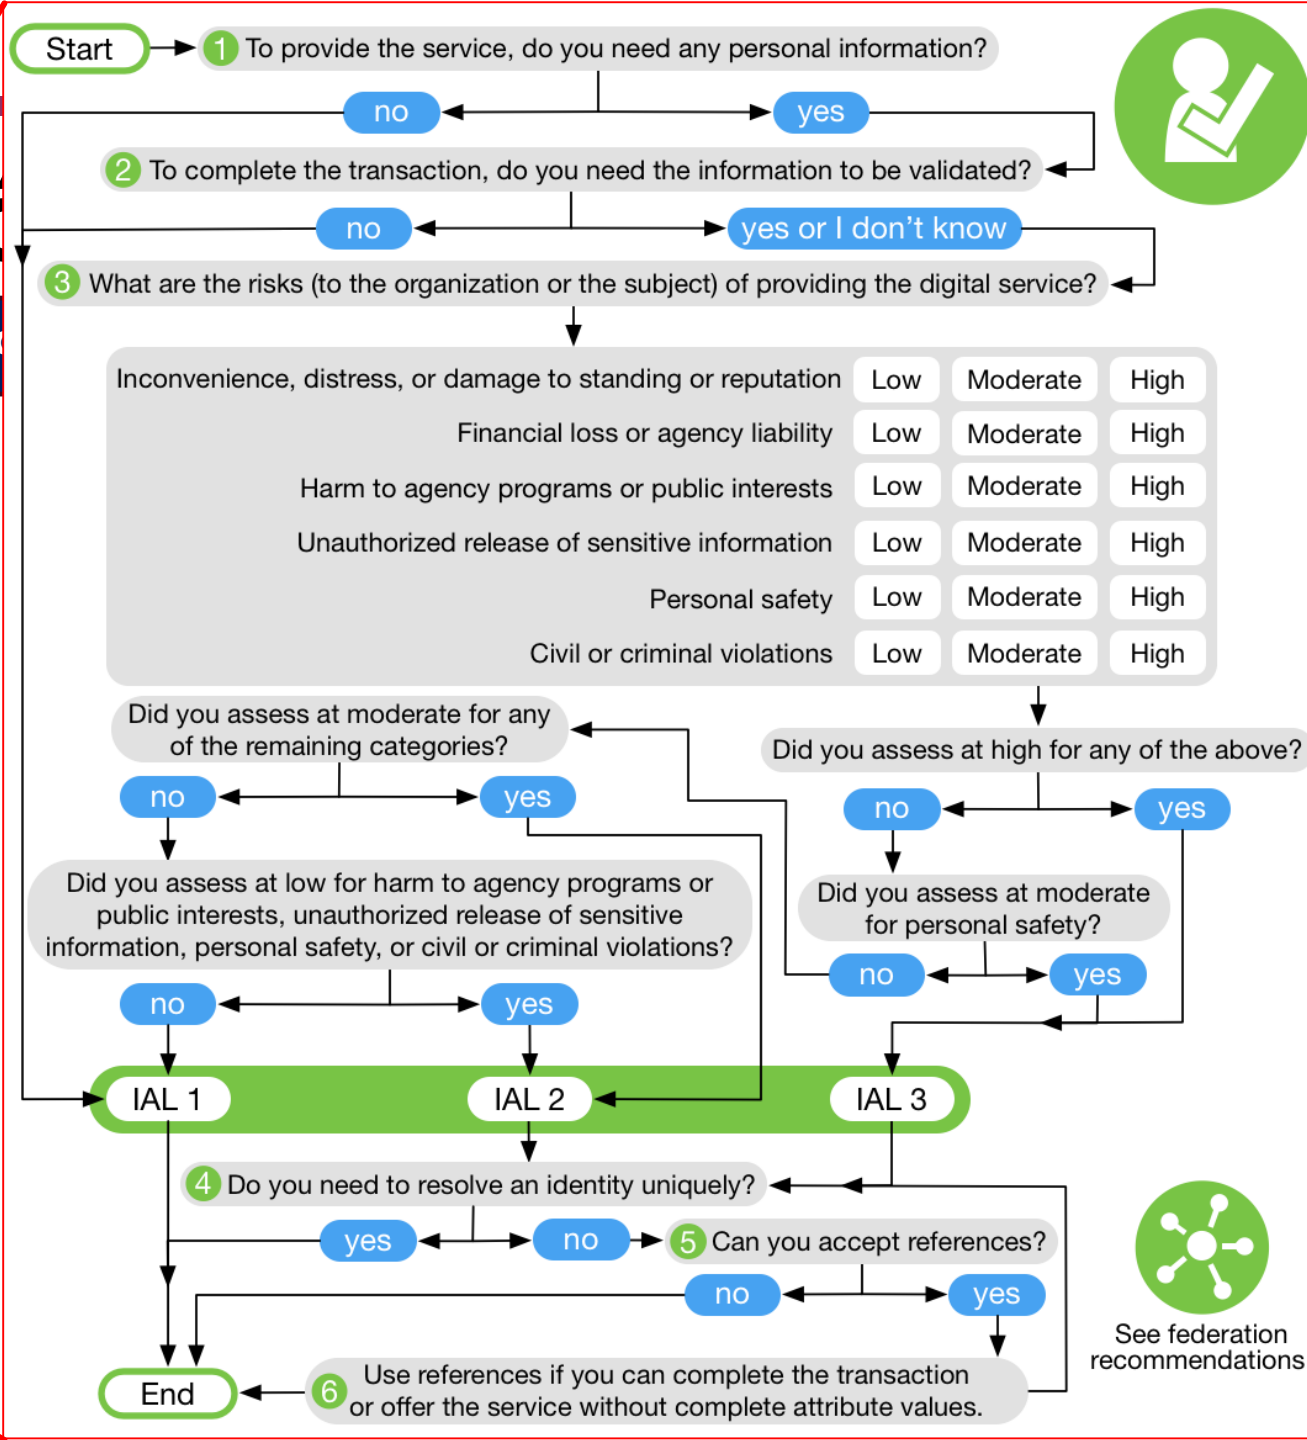 Start
1 To provide the service, do you need any personal information?
no
yes
2 To complete the transaction, do you need the information to be validated?
no
yes or I don’t know
3 What are the risks (to the organization or the subject) of providing the digital service?
Inconvenience, distress, or damage to standing or reputation Low Moderate High
Financial loss or agency liability Low Moderate High
Harm to agency programs or public interests Low Moderate High
Unauthorized release of sensitive information Low Moderate High
Personal safety Low Moderate High
Civil or criminal violations Low Moderate High
Did you assess at high for any of the above?
no
yes
Did you assess at moderate
for personal safety?
no
yes
Did you assess at moderate for any
of the remaining categories?
no
yes
Did you assess at low for harm to agency programs or
public interests, unauthorized release of sensitive
information, personal safety, or civil or criminal violations?
no
yes
IAL 1
IAL 2
IAL 3
4 Do you need to resolve an identity uniquely?
yes
no
5 Can you accept references?
no
yes
6 Use references if you can complete the transaction
or offer the service without complete attribute values.
End
See federation
recommendations